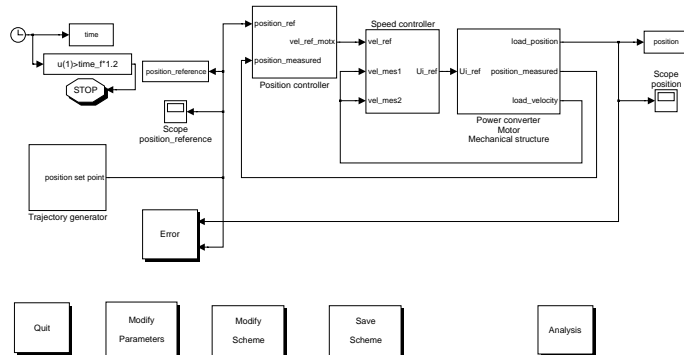 time
u(1)>time_f*1.2
STOP
position_reference
Scope
position_reference
position set point
Trajectory generator
Error
position_ref
vel_ref_motx
position_measured
Position controller
Speed controller
vel_ref
vel_mes1
Ui_ref
vel_mes2
load_position
Ui_ref
position_measured
load_velocity
Power converter
Motor
Mechanical structure
position
Scope
position
Quit
Modify
Parameters
Modify
Scheme
Save
Scheme
Analysis